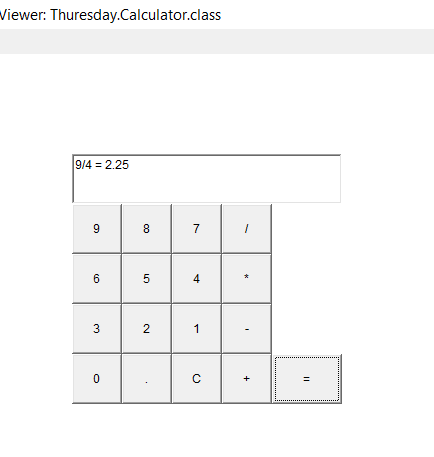 Viewer: Thuresday.Calculator.class
9/4 = 2.25
9 8 7 /
6 5 4 *
3 2 1 -
0 . C + =